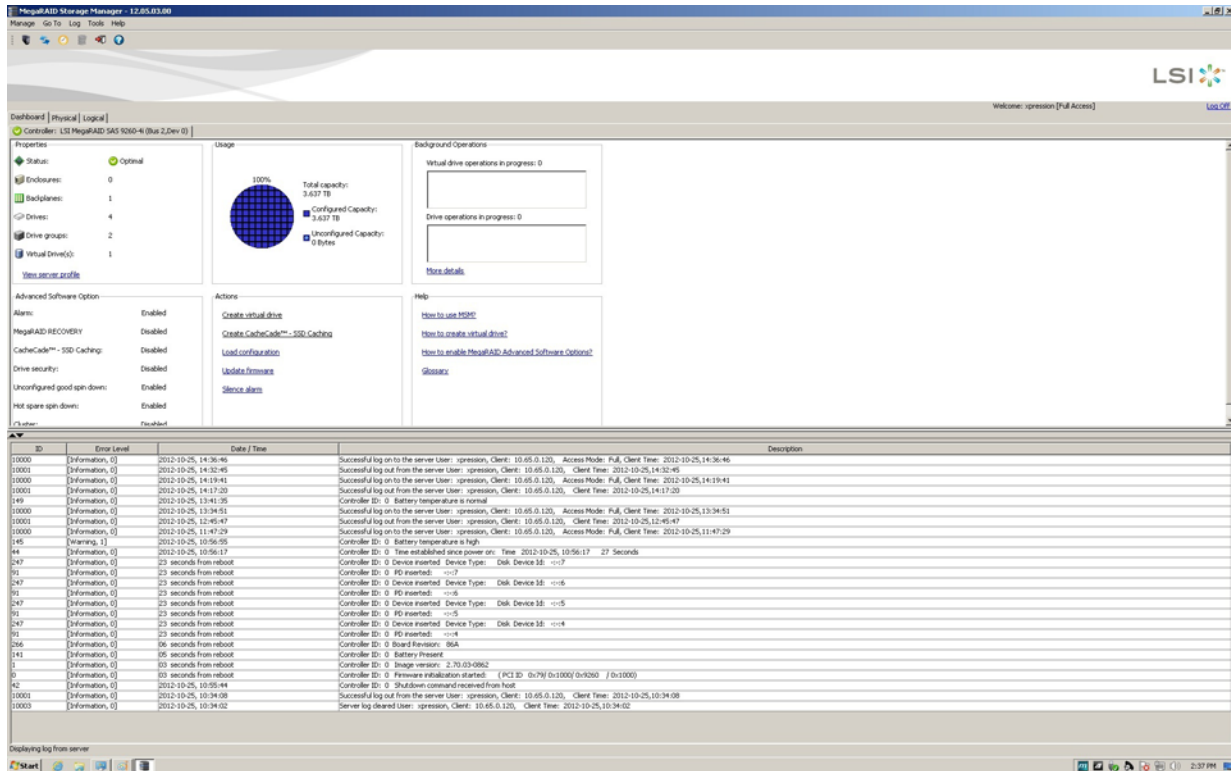 MegaRAID Storage Manager - 12.05.03.00
Manage Go To Log Tools Help
LSI
Welcome: xpression [Full Access]
Log Off
Dashboard Physical Logical
Controller: LSI MegaRAID SAS 9260-4i (Bus 2,Dev 0)
Properties
Status: Optimal
Enclosures: 0
Backplanes: 1
Drives: 4
Drive groups: 2
Virtual Drive(s): 1
View server profile
Usage
100%
Total capacity:
3.637 TB
Configured Capacity:
3.637 TB
Unconfigured Capacity:
0 Bytes
Background Operations
Virtual drive operations in progress: 0
Drive operations in progress: 0
More details
Advanced Software Option
Alarm: Enabled
MegaRAID RECOVERY Disabled
CacheCade™ - SSD Caching: Disabled
Drive security: Disabled
Unconfigured good spin down: Enabled
Hot spare spin down: Enabled
Cluster: Disabled
Actions
Create virtual drive
Create CacheCade™ - SSD Caching
Load configuration
Update firmware
Silence alarm
Help
How to use MSM?
How to create virtual drive?
How to enable MegaRAID Advanced Software Options?
Glossary
ID Error Level Date / Time Description
10000 [Information, 0] 2012-10-25, 14:36:46 Successful log on to the server User: xpression, Client: 10.65.0.120, Access Mode: Full, Client Time: 2012-10-25,14:36:46
10001 [Information, 0] 2012-10-25, 14:32:45 Successful log out from the server User: xpression, Client: 10.65.0.120, Client Time: 2012-10-25,14:32:45
10000 [Information, 0] 2012-10-25, 14:19:41 Successful log on to the server User: xpression, Client: 10.65.0.120, Access Mode: Full, Client Time: 2012-10-25,14:19:41
10001 [Information, 0] 2012-10-25, 14:17:20 Successful log out from the server User: xpression, Client: 10.65.0.120, Client Time: 2012-10-25,14:17:20
149 [Information, 0] 2012-10-25, 13:41:35 Controller ID: 0 Battery temperature is normal
10000 [Information, 0] 2012-10-25, 13:34:51 Successful log on to the server User: xpression, Client: 10.65.0.120, Access Mode: Full, Client Time: 2012-10-25,13:34:51
10001 [Information, 0] 2012-10-25, 12:45:47 Successful log out from the server User: xpression, Client: 10.65.0.120, Client Time: 2012-10-25,12:45:47
10000 [Information, 0] 2012-10-25, 11:47:29 Successful log on to the server User: xpression, Client: 10.65.0.120, Access Mode: Full, Client Time: 2012-10-25,11:47:29
145 [Warning, 1] 2012-10-25, 10:56:55 Controller ID: 0 Battery temperature is high
44 [Information, 0] 2012-10-25, 10:56:17 Controller ID: 0 Time established since power on: Time 2012-10-25, 10:56:17 27 Seconds
247 [Information, 0] 23 seconds from reboot Controller ID: 0 Device inserted Device Type: Disk Device Id: -:-:7
91 [Information, 0] 23 seconds from reboot Controller ID: 0 PD inserted: -:-:7
247 [Information, 0] 23 seconds from reboot Controller ID: 0 Device inserted Device Type: Disk Device Id: -:-:6
91 [Information, 0] 23 seconds from reboot Controller ID: 0 PD inserted: -:-:6
247 [Information, 0] 23 seconds from reboot Controller ID: 0 Device inserted Device Type: Disk Device Id: -:-:5
91 [Information, 0] 23 seconds from reboot Controller ID: 0 PD inserted: -:-:5
247 [Information, 0] 23 seconds from reboot Controller ID: 0 Device inserted Device Type: Disk Device Id: -:-:4
91 [Information, 0] 23 seconds from reboot Controller ID: 0 PD inserted: -:-:4
266 [Information, 0] 06 seconds from reboot Controller ID: 0 Board Revision: 86A
141 [Information, 0] 05 seconds from reboot Controller ID: 0 Battery Present
1 [Information, 0] 03 seconds from reboot Controller ID: 0 Image version: 2.70.03-0862
0 [Information, 0] 03 seconds from reboot Controller ID: 0 Firmware initialization started: ( PCI ID 0x79/ 0x1000/ 0x9260 / 0x1000)
42 [Information, 0] 2012-10-25, 10:55:44 Controller ID: 0 Shutdown command received from host
10001 [Information, 0] 2012-10-25, 10:34:08 Successful log out from the server User: xpression, Client: 10.65.0.120, Client Time: 2012-10-25,10:34:08
10003 [Information, 0] 2012-10-25, 10:34:02 Server log cleared User: xpression, Client: 10.65.0.120, Client Time: 2012-10-25,10:34:02
Displaying log from server
Start
2:37 PM